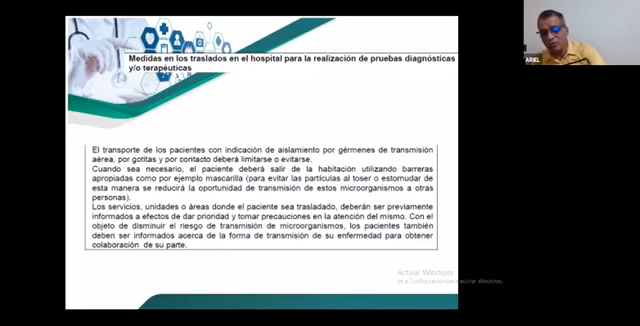 Medidas en los traslados en el hospital para la realización de pruebas diagnósticas
y/o terapéuticas
ARIEL
El transporte de los pacientes con indicación de aislamiento por gérmenes de transmisión
aérea, por gotitas y por contacto deberá limitarse o evitarse.
Cuando sea necesario, el paciente deberá salir de la habitación utilizando barreras
apropiadas como por ejemplo mascarilla (para evitar las partículas al toser o estornudar de
esta manera se reducirá la oportunidad de transmisión de estos microorganismos a otras
personas).
Los servicios, unidades o áreas donde el paciente sea trasladado, deberán ser previamente
informados a efectos de dar prioridad y tomar precauciones en la atención del mismo. Con el
objeto de disminuir el riesgo de transmisión de microorganismos, los pacientes también
deben ser informados acerca de la forma de transmisión de su enfermedad para obtener
colaboración de su parte.
Activar Windows
Ve a Configuración para activar Windows.